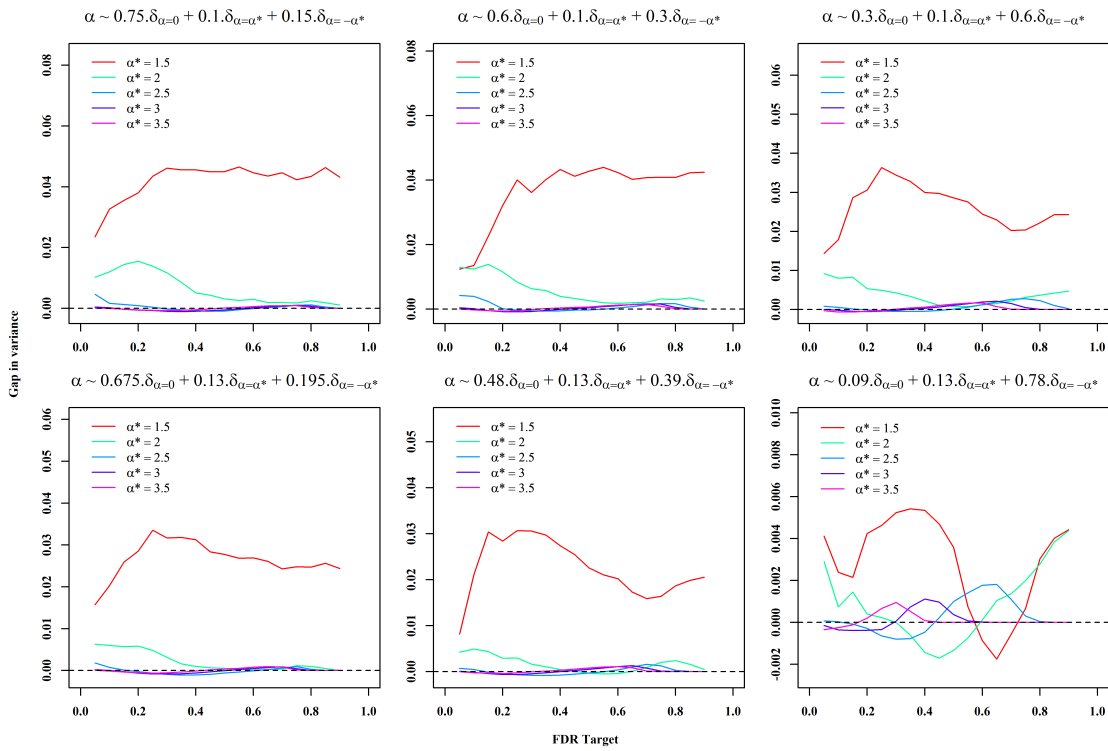 α ~ 0.75.δα=0 + 0.1.δα=α* + 0.15.δα= −α*
α ~ 0.6.δα=0 + 0.1.δα=α* + 0.3.δα= −α*
α ~ 0.3.δα=0 + 0.1.δα=α* + 0.6.δα= −α*
0.08
0.06
0.04
0.02
0.00
α* = 1.5
α* = 2
α* = 2.5
α* = 3
α* = 3.5
0.0 0.2 0.4 0.6 0.8 1.0
0.08
0.06
0.04
0.02
0.00
α* = 1.5
α* = 2
α* = 2.5
α* = 3
α* = 3.5
0.0 0.2 0.4 0.6 0.8 1.0
0.06
0.05
0.04
0.03
0.02
0.01
0.00
α* = 1.5
α* = 2
α* = 2.5
α* = 3
α* = 3.5
0.0 0.2 0.4 0.6 0.8 1.0
Gap in variance
α ~ 0.675.δα=0 + 0.13.δα=α* + 0.195.δα= −α*
α ~ 0.48.δα=0 + 0.13.δα=α* + 0.39.δα= −α*
α ~ 0.09.δα=0 + 0.13.δα=α* + 0.78.δα= −α*
0.06
0.05
0.04
0.03
0.02
0.01
0.00
α* = 1.5
α* = 2
α* = 2.5
α* = 3
α* = 3.5
0.0 0.2 0.4 0.6 0.8 1.0
0.05
0.04
0.03
0.02
0.01
0.00
α* = 1.5
α* = 2
α* = 2.5
α* = 3
α* = 3.5
0.0 0.2 0.4 0.6 0.8 1.0
0.010
0.008
0.006
0.004
0.002
0.000
−0.002
α* = 1.5
α* = 2
α* = 2.5
α* = 3
α* = 3.5
0.0 0.2 0.4 0.6 0.8 1.0
FDR Target